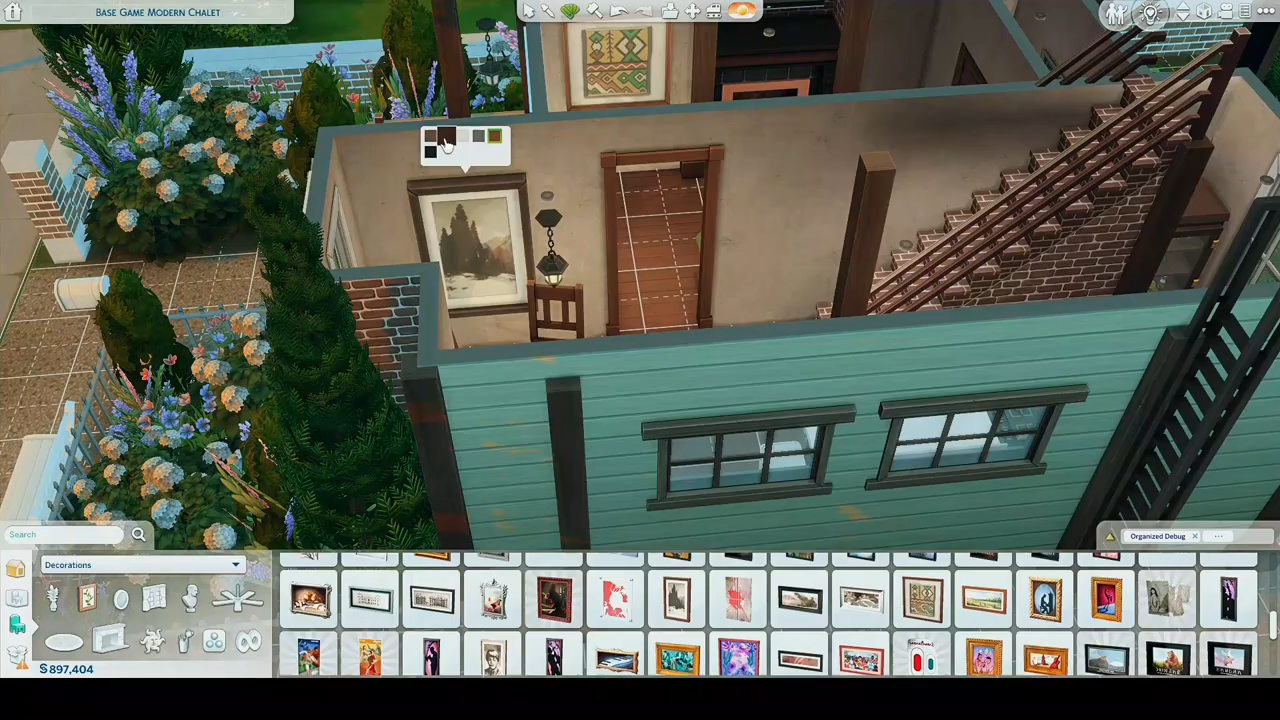 BASE GAME MODERN CHALET
Search
Organized Debug
Decorations
§897,404